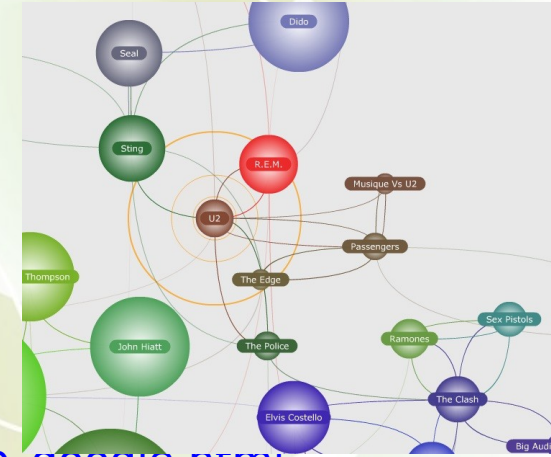 Dido
Seal
Sting
R.E.M.
Musique Vs U2
U2
Passengers
Thompson
The Edge
Sex Pistols
Ramones
John Hiatt
The Police
The Clash
Elvis Costello
Big Audi